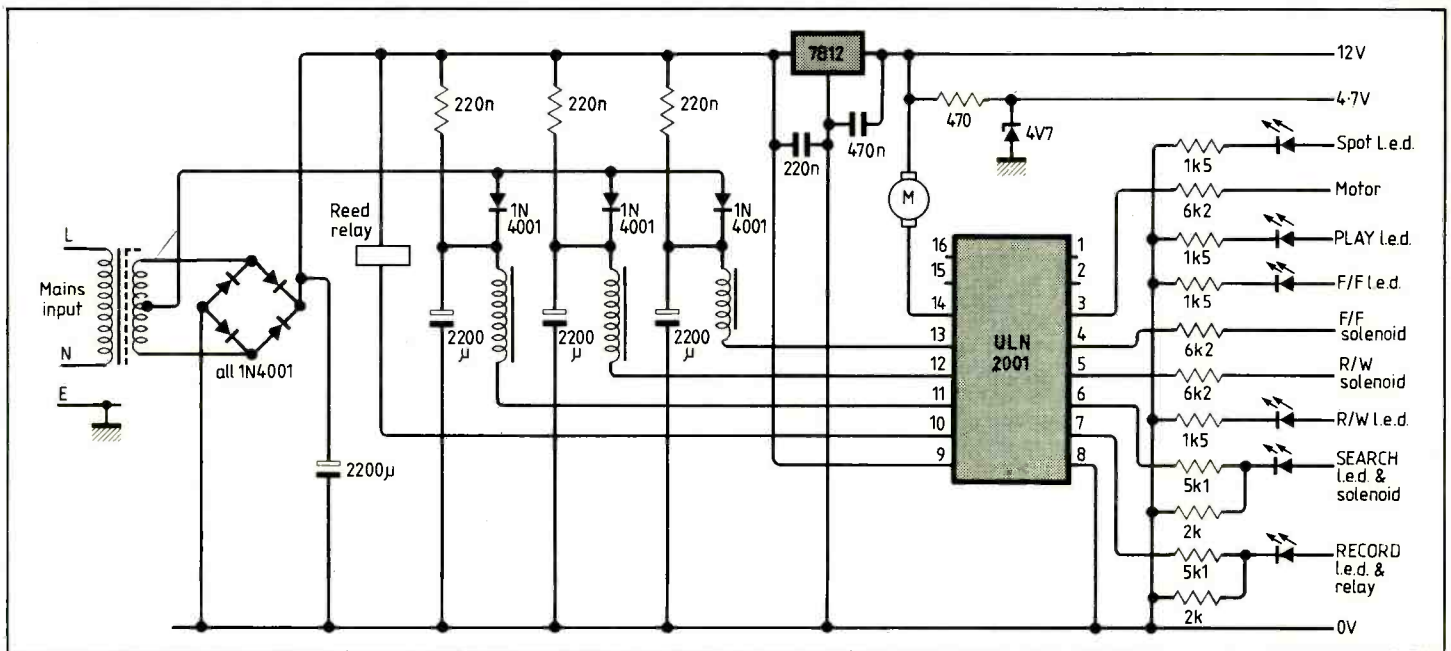 7812
12V
4·7V
220n
220n
220n
470
4V7
470n
220n
Spot l.e.d.
1k5
1N
4001
1N
4001
1N
4001
M
Motor
6k2
Reed
relay
PLAY l.e.d.
1k5
F/F l.e.d.
1k5
L
Mains
input
N
E
all 1N4001
2200
µ
2200
µ
2200
µ
2200µ
16
15
14
13
12
11
10
9
ULN
2001
1
2
3
4
5
6
7
8
F/F
solenoid
6k2
R/W
solenoid
6k2
R/W l.e.d.
1k5
SEARCH
l.e.d. &
solenoid
5k1
2k
RECORD
l.e.d. &
relay
5k1
2k
0V